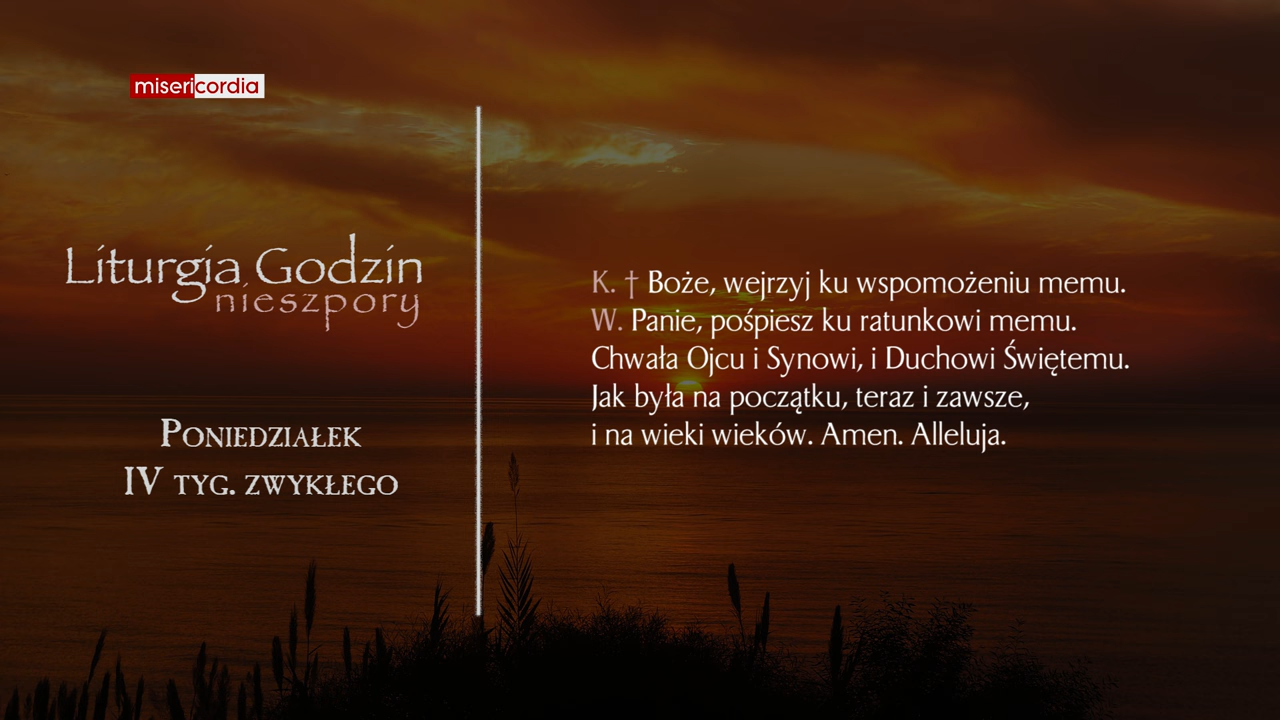 misericordia
Liturgia Godzin
nieszpory
Poniedziałek
IV tyg. zwykłego
K. † Boże, wejrzyj ku wspomożeniu memu.
W. Panie, pośpiesz ku ratunkowi memu.
Chwała Ojcu i Synowi, i Duchowi Świętemu.
Jak była na początku, teraz i zawsze,
i na wieki wieków. Amen. Alleluja.